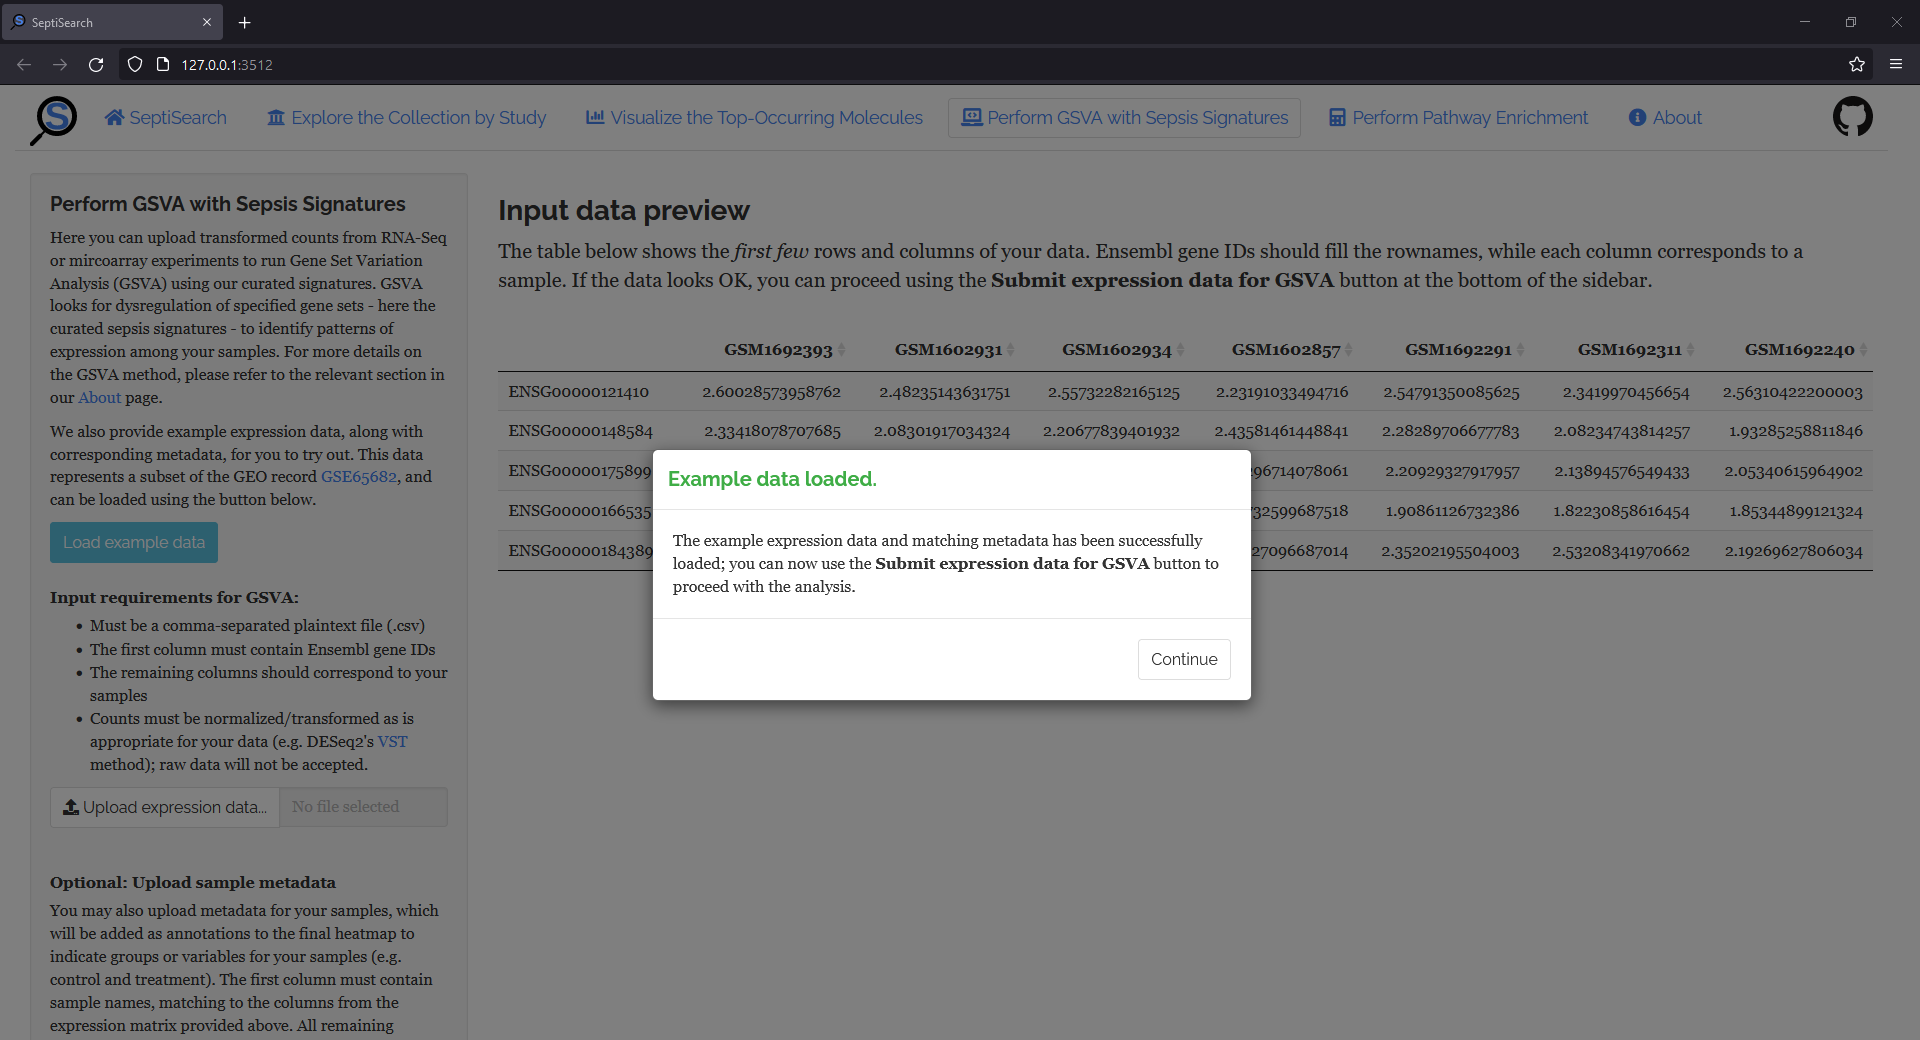 SeptiSearch
127.0.0.1:3512
S SeptiSearch Explore the Collection by Study Visualize the Top-Occurring Molecules Perform GSVA with Sepsis Signatures Perform Pathway Enrichment About
Perform GSVA with Sepsis Signatures
Here you can upload transformed counts from RNA-Seq
or mircoarray experiments to run Gene Set Variation
Analysis (GSVA) using our curated signatures. GSVA
looks for dysregulation of specified gene sets - here the
curated sepsis signatures - to identify patterns of
expression among your samples. For more details on
the GSVA method, please refer to the relevant section in
our About page.
We also provide example expression data, along with
corresponding metadata, for you to try out. This data
represents a subset of the GEO record GSE65682, and
can be loaded using the button below.
Load example data
Input requirements for GSVA:
• Must be a comma-separated plaintext file (.csv)
• The first column must contain Ensembl gene IDs
• The remaining columns should correspond to your
samples
• Counts must be normalized/transformed as is
appropriate for your data (e.g. DESeq2's VST
method); raw data will not be accepted.
Upload expression data... No file selected
Optional: Upload sample metadata
You may also upload metadata for your samples, which
will be added as annotations to the final heatmap to
indicate groups or variables for your samples (e.g.
control and treatment). The first column must contain
sample names, matching to the columns from the
expression matrix provided above. All remaining
Input data preview
The table below shows the first few rows and columns of your data. Ensembl gene IDs should fill the rownames, while each column corresponds to a
sample. If the data looks OK, you can proceed using the Submit expression data for GSVA button at the bottom of the sidebar.
GSM1692393 GSM1602931 GSM1602934 GSM1602857 GSM1692291 GSM1692311 GSM1692240
ENSG00000121410 2.60028573958762 2.48235143631751 2.55732282165125 2.23191033494716 2.54791350085625 2.3419970456654 2.56310422200003
ENSG00000148584 2.33418078707685 2.08301917034324 2.20677839401932 2.43581461448841 2.28289706677783 2.08234743814257 1.93285258811846
ENSG00000175899 96714078061 2.20929327917957 2.13894576549433 2.05340615964902
ENSG00000166535 732599687518 1.90861126732386 1.82230858616454 1.85344899121324
ENSG00000184389 27096687014 2.35202195504003 2.53208341970662 2.19269627806034
Example data loaded.
The example expression data and matching metadata has been successfully
loaded; you can now use the Submit expression data for GSVA button to
proceed with the analysis.
Continue